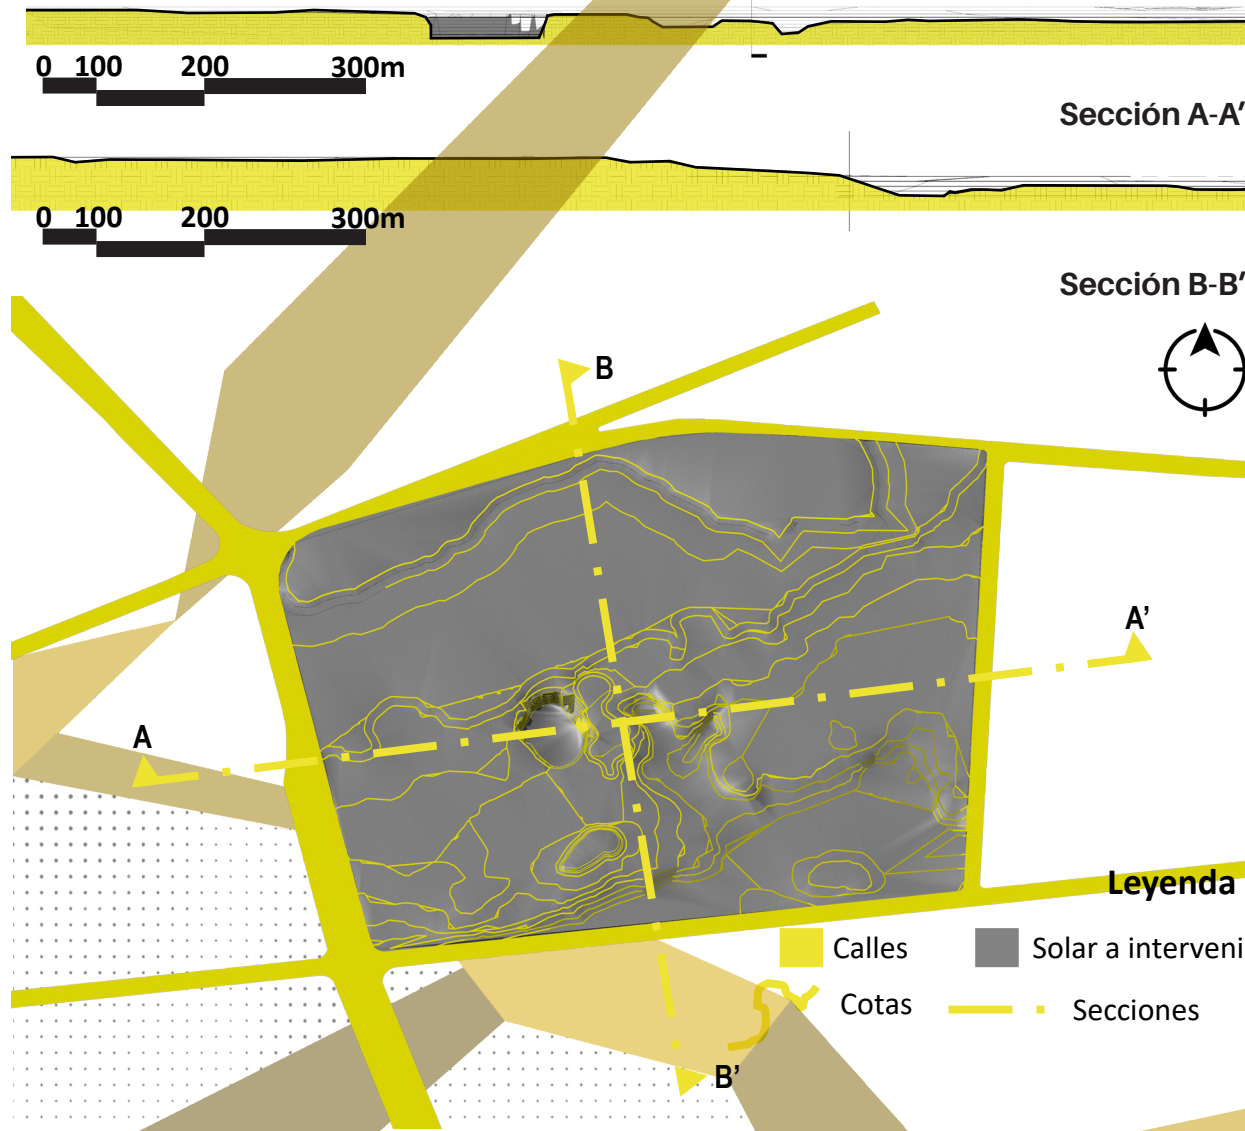 0 100 200 300m
Sección A-A'
0 100 200 300m
Sección B-B'
B
A'
A
Leyenda
Calles
Solar a interveni
Cotas
Secciones
B'